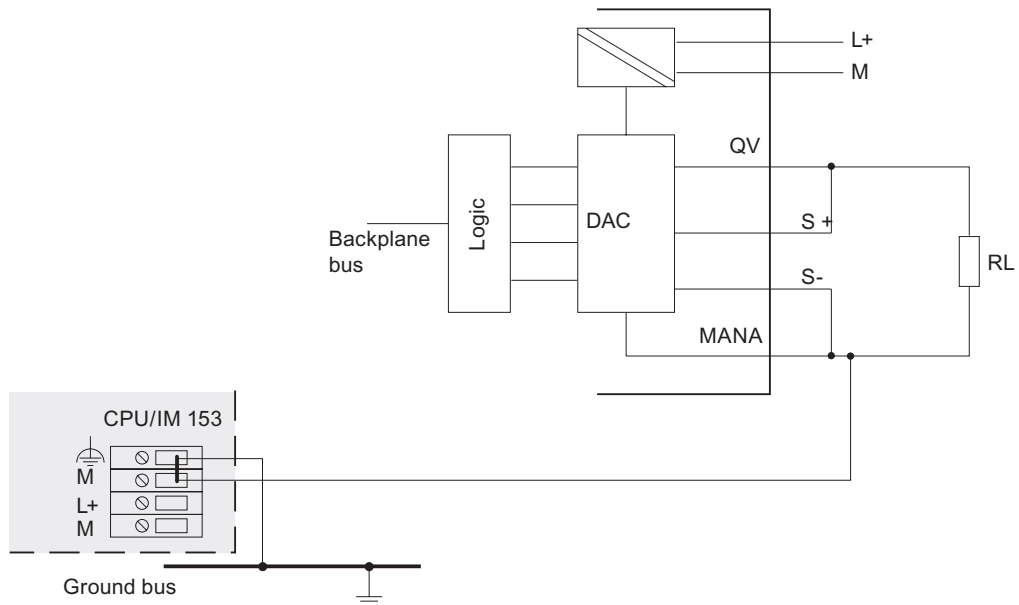 L+
M
QV
Logic
DAC
S +
Backplane
bus
S-
RL
MANA
CPU/IM 153
M
L+
M
Ground bus